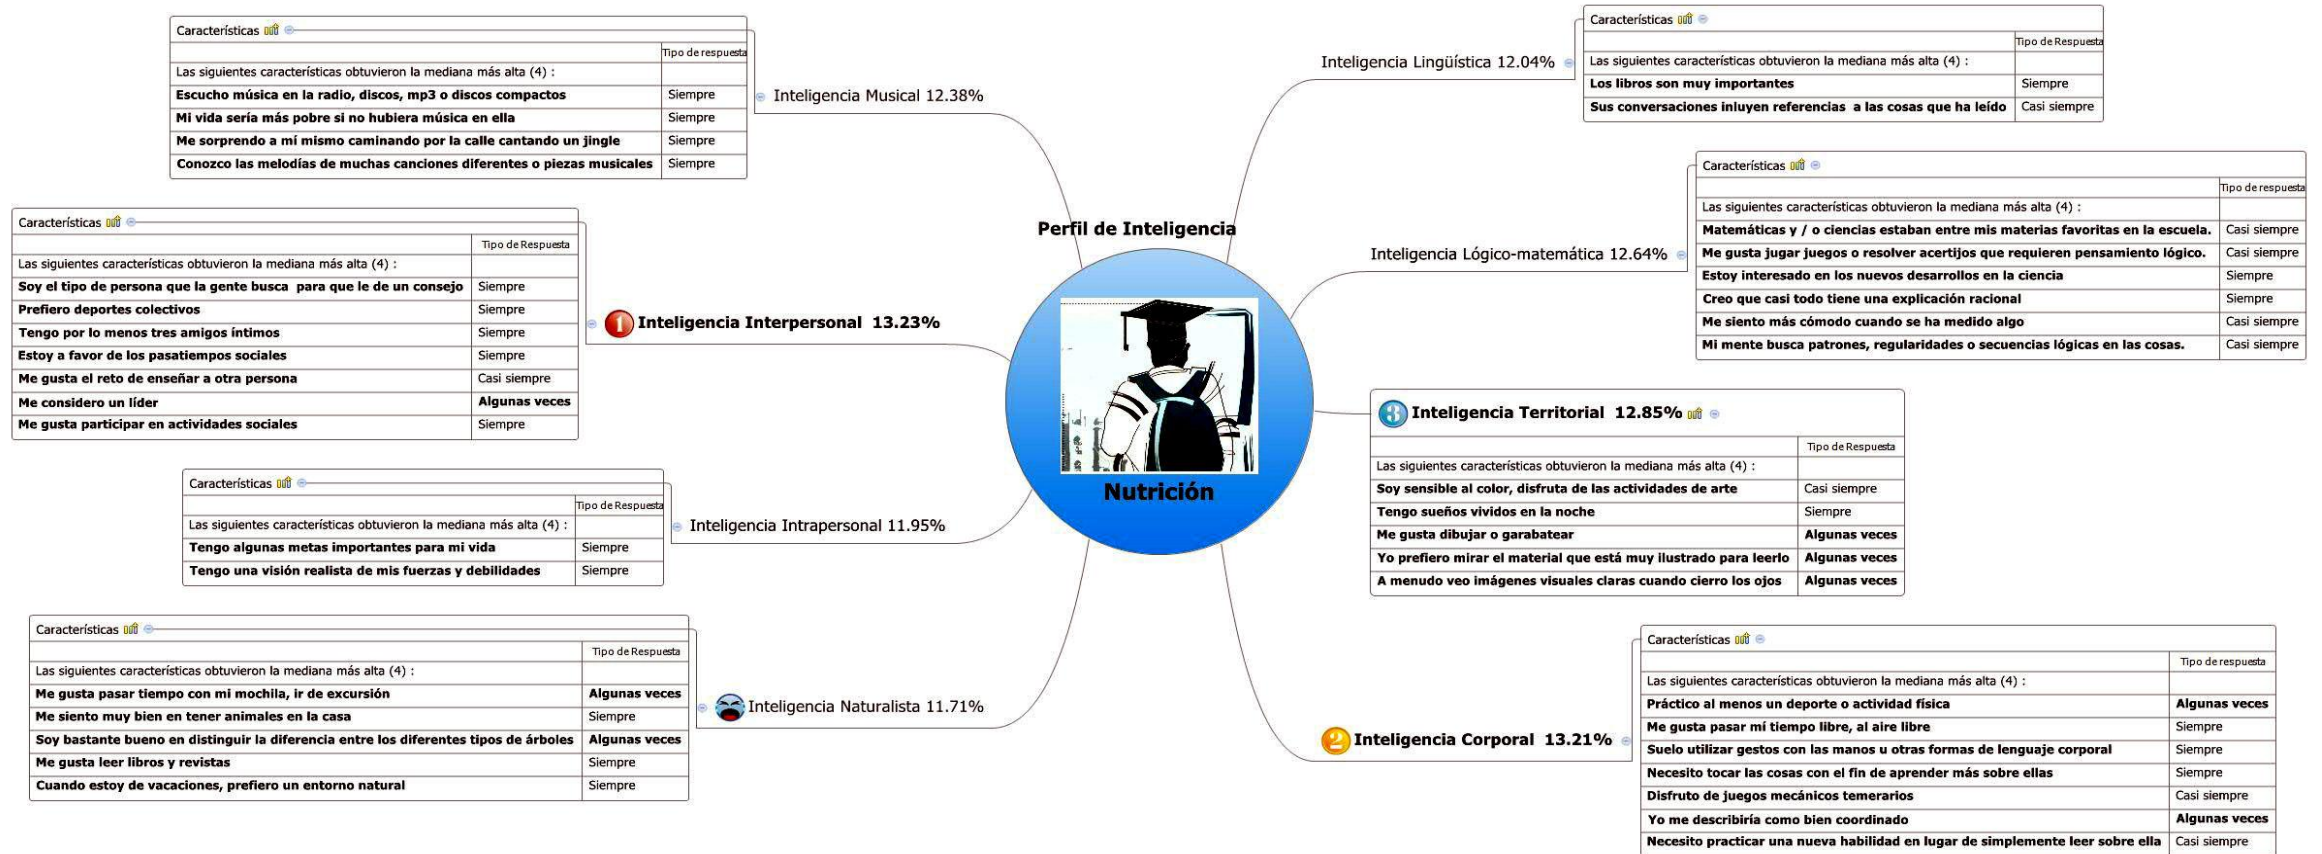 Características
Tipo de respuesta
Las siguientes características obtuvieron la mediana más alta (4) :
Escucho música en la radio, discos, mp3 o discos compactos Siempre
Mi vida sería más pobre si no hubiera música en ella Siempre
Me sorprendo a mí mismo caminando por la calle cantando un jingle Siempre
Conozco las melodías de muchas canciones diferentes o piezas musicales Siempre
Inteligencia Musical 12.38%
Características
Tipo de Respuesta
Las siguientes características obtuvieron la mediana más alta (4) :
Soy el tipo de persona que la gente busca para que le de un consejo Siempre
Prefiero deportes colectivos Siempre
Tengo por lo menos tres amigos íntimos Siempre
Estoy a favor de los pasatiempos sociales Siempre
Me gusta el reto de enseñar a otra persona Casi siempre
Me considero un líder Algunas veces
Me gusta participar en actividades sociales Siempre
1 Inteligencia Interpersonal 13.23%
Características
Tipo de Respuesta
Las siguientes características obtuvieron la mediana más alta (4) :
Tengo algunas metas importantes para mi vida Siempre
Tengo una visión realista de mis fuerzas y debilidades Siempre
Inteligencia Intrapersonal 11.95%
Características
Tipo de Respuesta
Las siguientes características obtuvieron la mediana más alta (4) :
Me gusta pasar tiempo con mi mochila, ir de excursión Algunas veces
Me siento muy bien en tener animales en la casa Siempre
Soy bastante bueno en distinguir la diferencia entre los diferentes tipos de árboles Algunas veces
Me gusta leer libros y revistas Siempre
Cuando estoy de vacaciones, prefiero un entorno natural Siempre
Inteligencia Naturalista 11.71%
Perfil de Inteligencia
Nutrición
Inteligencia Lingüística 12.04%
Características
Tipo de Respuesta
Las siguientes características obtuvieron la mediana más alta (4) :
Los libros son muy importantes Siempre
Sus conversaciones inluyen referencias a las cosas que ha leído Casi siempre
Inteligencia Lógico-matemática 12.64%
Características
Tipo de respuesta
Las siguientes características obtuvieron la mediana más alta (4) :
Matemáticas y / o ciencias estaban entre mis materias favoritas en la escuela. Casi siempre
Me gusta jugar juegos o resolver acertijos que requieren pensamiento lógico. Casi siempre
Estoy interesado en los nuevos desarrollos en la ciencia Siempre
Creo que casi todo tiene una explicación racional Siempre
Me siento más cómodo cuando se ha medido algo Casi siempre
Mi mente busca patrones, regularidades o secuencias lógicas en las cosas. Casi siempre
3 Inteligencia Territorial 12.85%
Tipo de Respuesta
Las siguientes características obtuvieron la mediana más alta (4) :
Soy sensible al color, disfruta de las actividades de arte Casi siempre
Tengo sueños vividos en la noche Siempre
Me gusta dibujar o garabatear Algunas veces
Yo prefiero mirar el material que está muy ilustrado para leerlo Algunas veces
A menudo veo imágenes visuales claras cuando cierro los ojos Algunas veces
2 Inteligencia Corporal 13.21%
Características
Tipo de respuesta
Las siguientes características obtuvieron la mediana más alta (4) :
Práctico al menos un deporte o actividad física Algunas veces
Me gusta pasar mí tiempo libre, al aire libre Siempre
Suelo utilizar gestos con las manos u otras formas de lenguaje corporal Siempre
Necesito tocar las cosas con el fin de aprender más sobre ellas Siempre
Disfruto de juegos mecánicos temerarios Casi siempre
Yo me describiría como bien coordinado Algunas veces
Necesito practicar una nueva habilidad en lugar de simplemente leer sobre ella Casi siempre